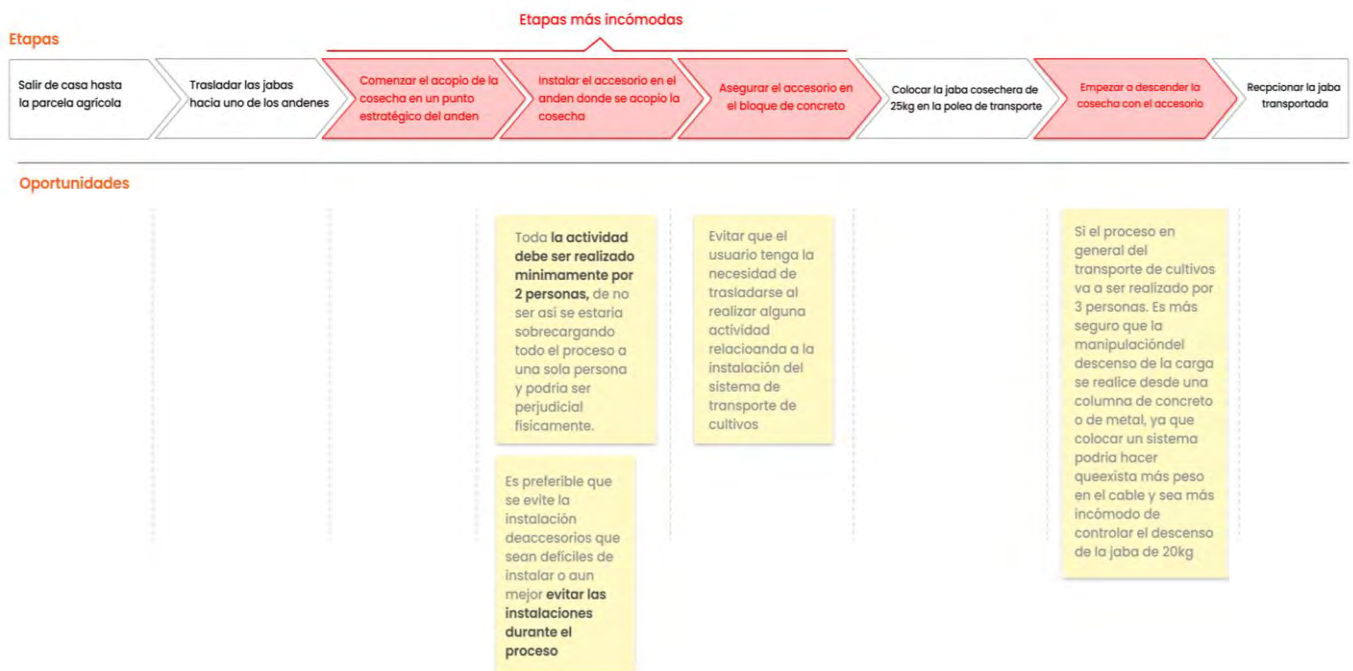 Etapas más incómodas
Etapas
Salir de casa hasta
la parcela agrícola
Trasladar las jabas
hacia uno de los andenes
Comenzar el acopio de la
cosecha en un punto
estratégico del anden
Instalar el accesorio en el
anden donde se acopio la
cosecha
Asegurar el accesorio en
el bloque de concreto
Colocar la jaba cosechera de
25kg en la polea de transporte
Empezar a descender la
cosecha con el accesorio
Recpcionar la jaba
transportada
Oportunidades
Toda la actividad
debe ser realizado
minimamente por
2 personas, de no
ser asi se estaria
sobrecargando
todo el proceso a
una sola persona
y podria ser
perjudicial
fisicamente.
Es preferible que
se evite la
instalación
deaccesorios que
sean defíciles de
instalar o aun
mejor evitar las
instalaciones
durante el
proceso
Evitar que el
usuario tenga la
necesidad de
trasladarse al
realizar alguna
actividad
relacioanda a la
instalación del
sistema de
transporte de
cultivos
Si el proceso en
general del
transporte de cultivos
va a ser realizado por
3 personas. Es más
seguro que la
manipulacióndel
descenso de la carga
se realice desde una
columna de concreto
o de metal, ya que
colocar un sistema
podria hacer
queexista más peso
en el cable y sea más
incómodo de
controlar el descenso
de la jaba de 20kg